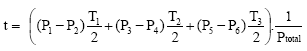 t = ((P₁−P₂) T₁/2 + (P₃−P₄) T₂/2 + (P₅−P₆) T₃/2) 1/Ptotal